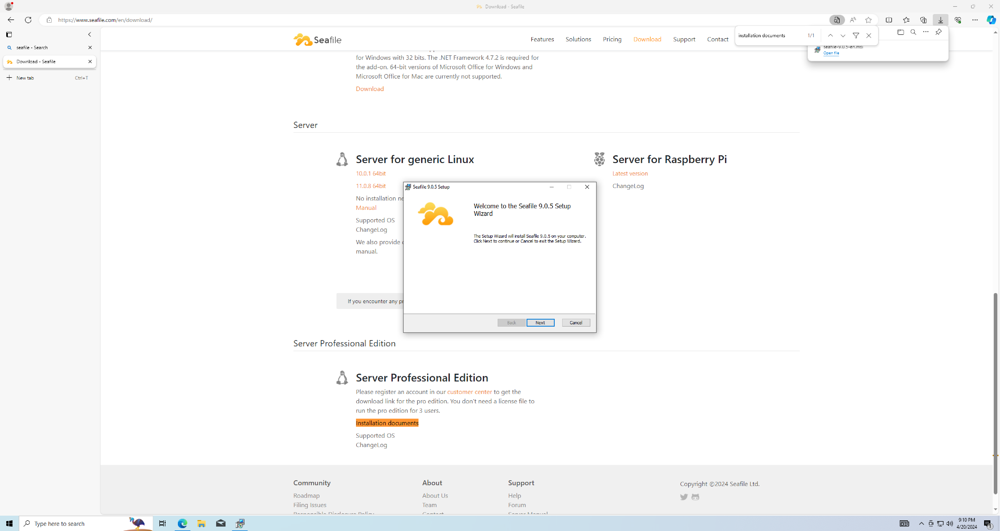 Download - Seafile
https://www.seafile.com/en/download/
seafile - Search
Download - Seafile
New tab Ctrl+T
Seafile
Features Solutions Pricing Download Support Contact
installation documents 1/1
seafile-9.0.5-en.msi
Open file
for Windows with 32 bits. The .NET Framework 4.7.2 is required for
the add-on. 64-bit versions of Microsoft Office for Windows and
Microsoft Office for Mac are currently not supported.
Download
Server
Server for generic Linux
10.0.1 64bit
11.0.8 64bit
No installation ne
Manual
Supported OS
ChangeLog
We also provide
manual.
Server for Raspberry Pi
Latest version
ChangeLog
If you encounter any pr
Seafile 9.0.5 Setup
Welcome to the Seafile 9.0.5 Setup
Wizard
The Setup Wizard will install Seafile 9.0.5 on your computer.
Click Next to continue or Cancel to exit the Setup Wizard.
Back Next Cancel
Server Professional Edition
Server Professional Edition
Please register an account in our customer center to get the
download link for the pro edition. You don't need a license file to
run the pro edition for 3 users.
Installation documents
Supported OS
ChangeLog
Community
Roadmap
Filing Issues
Responsible Disclosure Policy
About
About Us
Team
Contact
Support
Help
Forum
Server Manual
Copyright ©2024 Seafile Ltd.
Type here to search
9:10 PM
4/20/2024
1